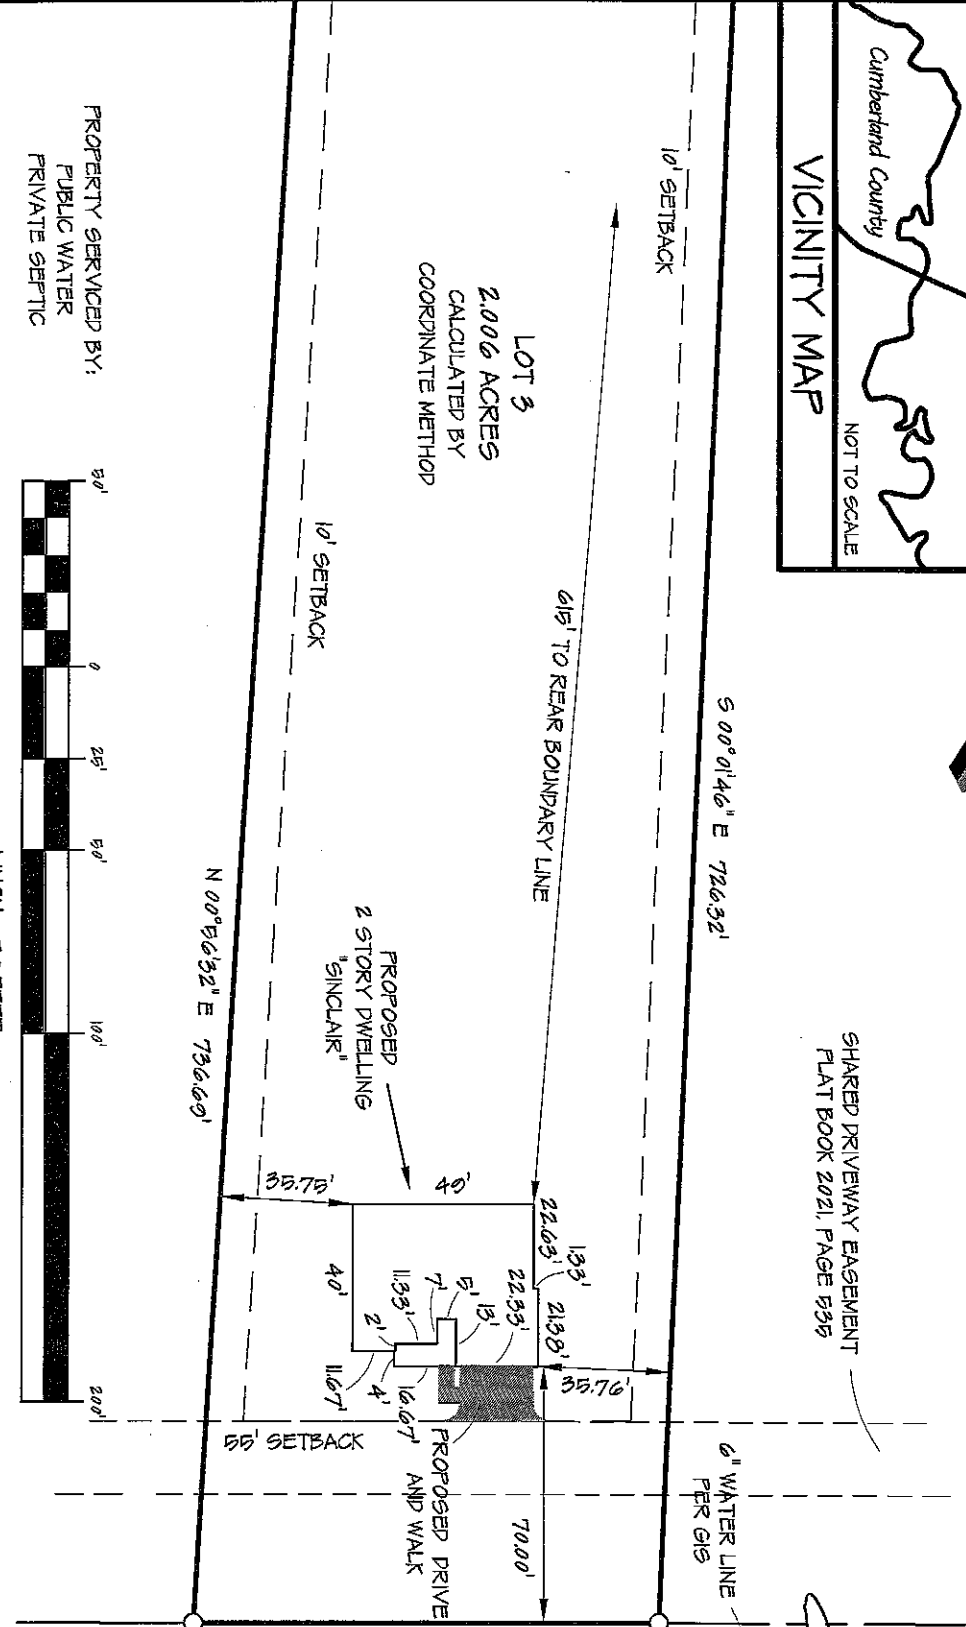 Cumberland County
NOT TO SCALE
VICINITY MAP
10' SETBACK
LOT 3
2.006 ACRES
CALCULATED BY
COORDINATE METHOD
615' TO REAR BOUNDARY LINE
S 00°01'46" E 726.32'
SHARED DRIVEWAY EASEMENT
PLAT BOOK 2021, PAGE 535
10' SETBACK
N 00°56'32" E 736.69'
PROPOSED
2 STORY DWELLING
"SINCLAIR"
35.75'
49'
22.63'
1.33'
21.38'
22.33'
13'
5'
7'
11.33'
2'
40'
11.67'
4'
16.67'
35.76'
55' SETBACK
PROPOSED DRIVE
AND WALK
70.00'
6" WATER LINE
PER GIS
PROPERTY SERVICED BY:
PUBLIC WATER
PRIVATE SEPTIC
50'
0
25'
50'
100'
200'